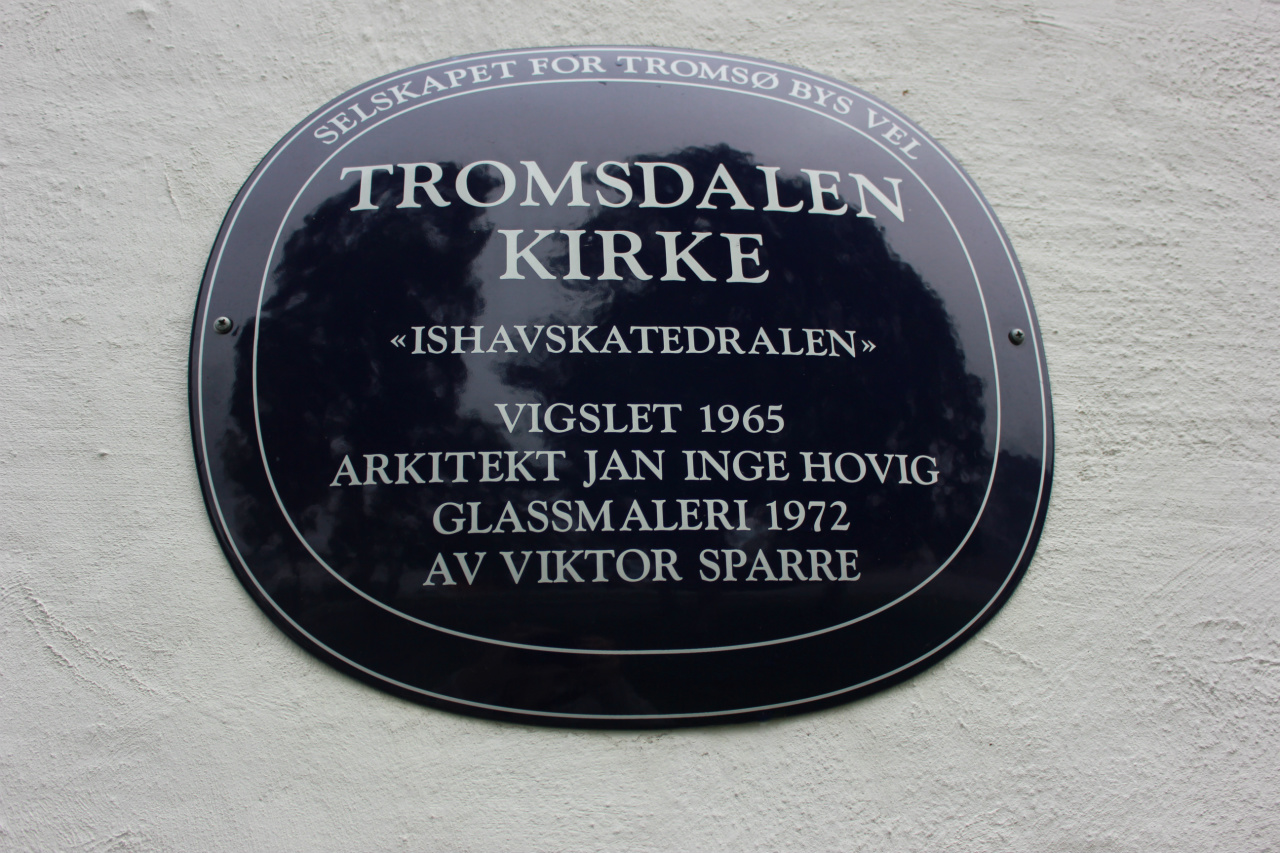 SELSKAPET FOR TROMSØ BYS VEL
TROMSDALEN
KIRKE
«ISHAVSKATEDRALEN»
VIGSLET 1965
ARKITEKT JAN INGE HOVIG
GLASSMALERI 1972
AV VIKTOR SPARRE